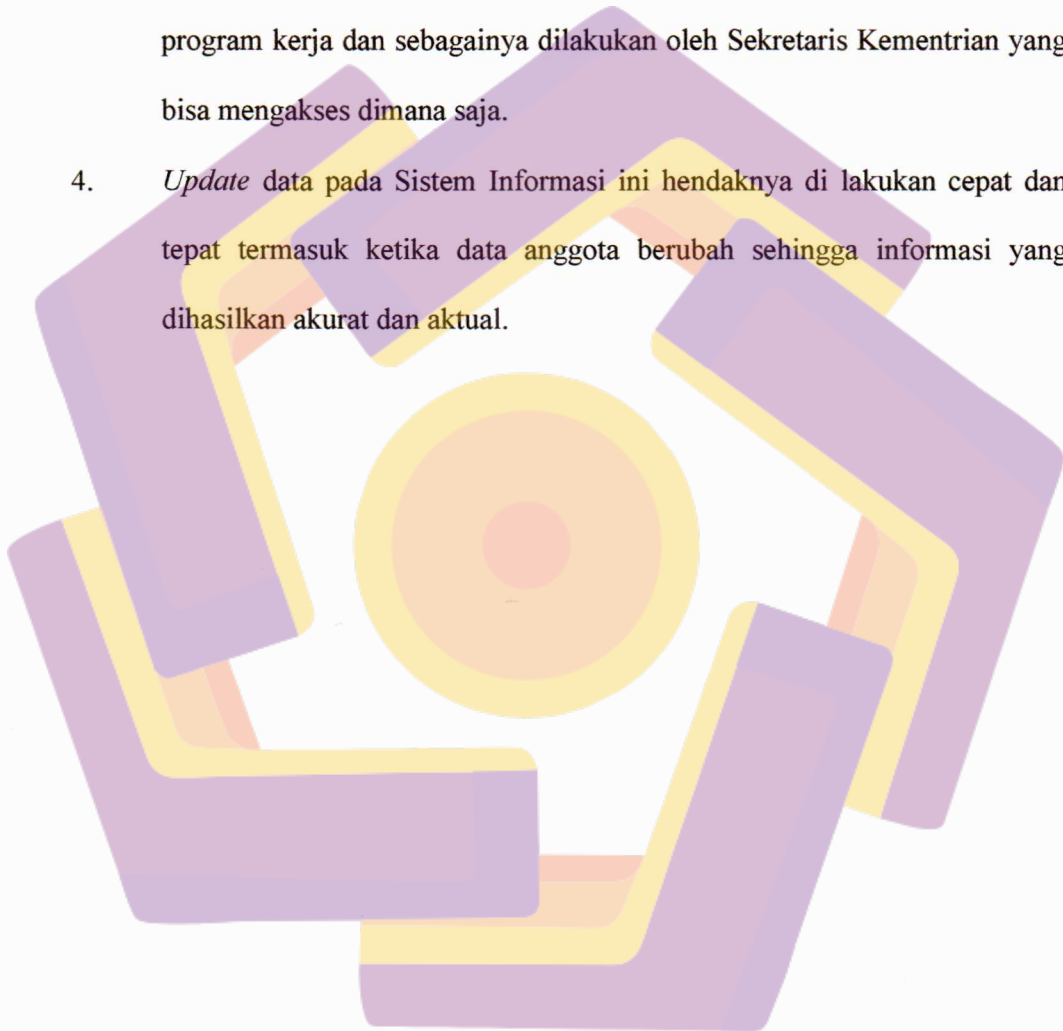 program kerja dan sebagainya dilakukan oleh Sekretaris Kementrian yang
bisa mengakses dimana saja.
4. Update data pada Sistem Informasi ini hendaknya di lakukan cepat dan
tepat termasuk ketika data anggota berubah sehingga informasi yang
dihasilkan akurat dan aktual.